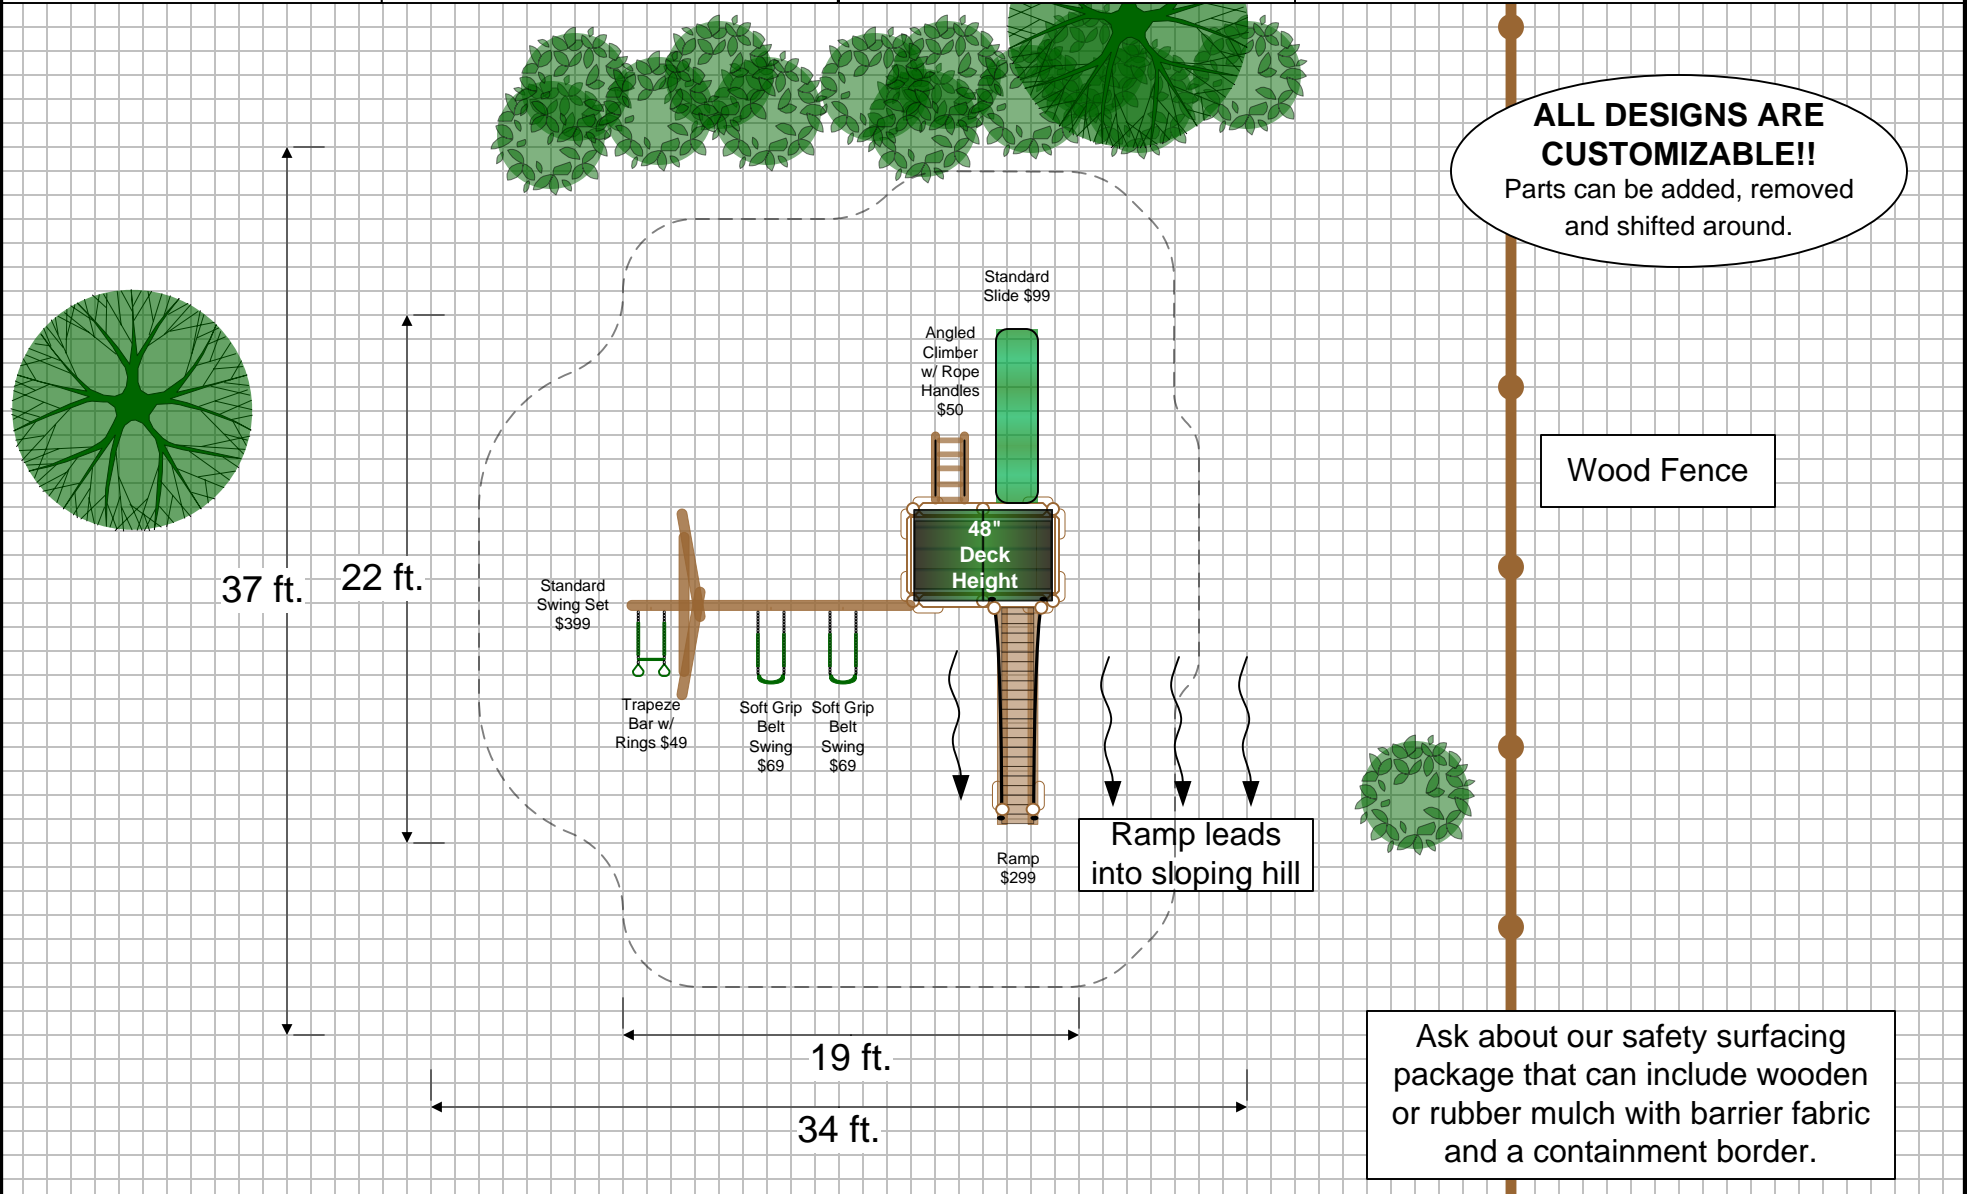 ALL DESIGNS ARE
CUSTOMIZABLE!!
Parts can be added, removed
and shifted around.
Standard
Slide $99
Angled
Climber
w/ Rope
Handles
$50
Wood Fence
48"
Deck
Height
37 ft.
22 ft.
Standard
Swing Set
$399
Trapeze
Bar w/
Rings $49
Soft Grip
Belt
Swing
$69
Soft Grip
Belt
Swing
$69
Ramp leads
into sloping hill
Ramp
$299
19 ft.
34 ft.
Ask about our safety surfacing
package that can include wooden
or rubber mulch with barrier fabric
and a containment border.